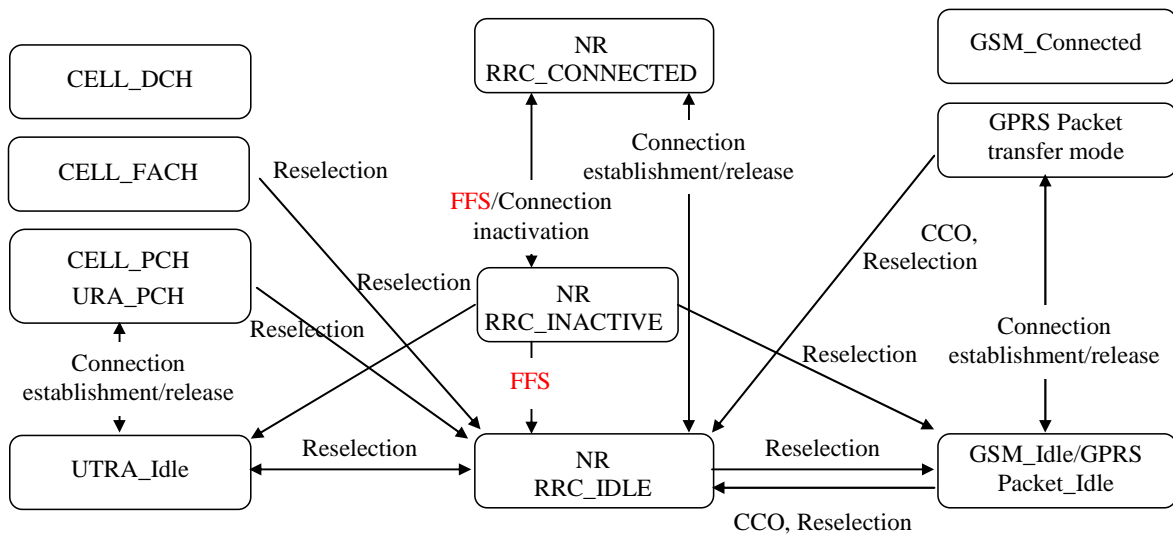 NR
RRC_CONNECTED
GSM_Connected
CELL_DCH
Connection
establishment/release
GPRS Packet
transfer mode
Reselection
CELL_FACH
FFS/Connection
inactivation
CCO,
Reselection
CELL_PCH
URA_PCH
Reselection
NR
RRC_INACTIVE
Reselection
Connection
establishment/release
Reselection
Connection
establishment/release
FFS
UTRA_Idle
Reselection
NR
RRC_IDLE
Reselection
GSM_Idle/GPRS
Packet_Idle
CCO, Reselection